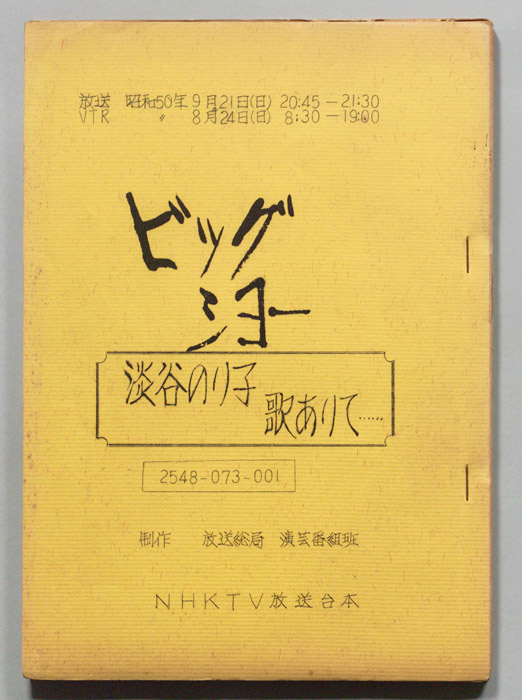 放送 昭和50年 9月21日(日) 20:45-21:30
VTR 〃 8月24日(日) 8:30-19:00
ビッグ
ショー
淡谷のり子
歌ありて……
2548-073-001
制作 放送総局 演芸番組班
NHKTV放送台本